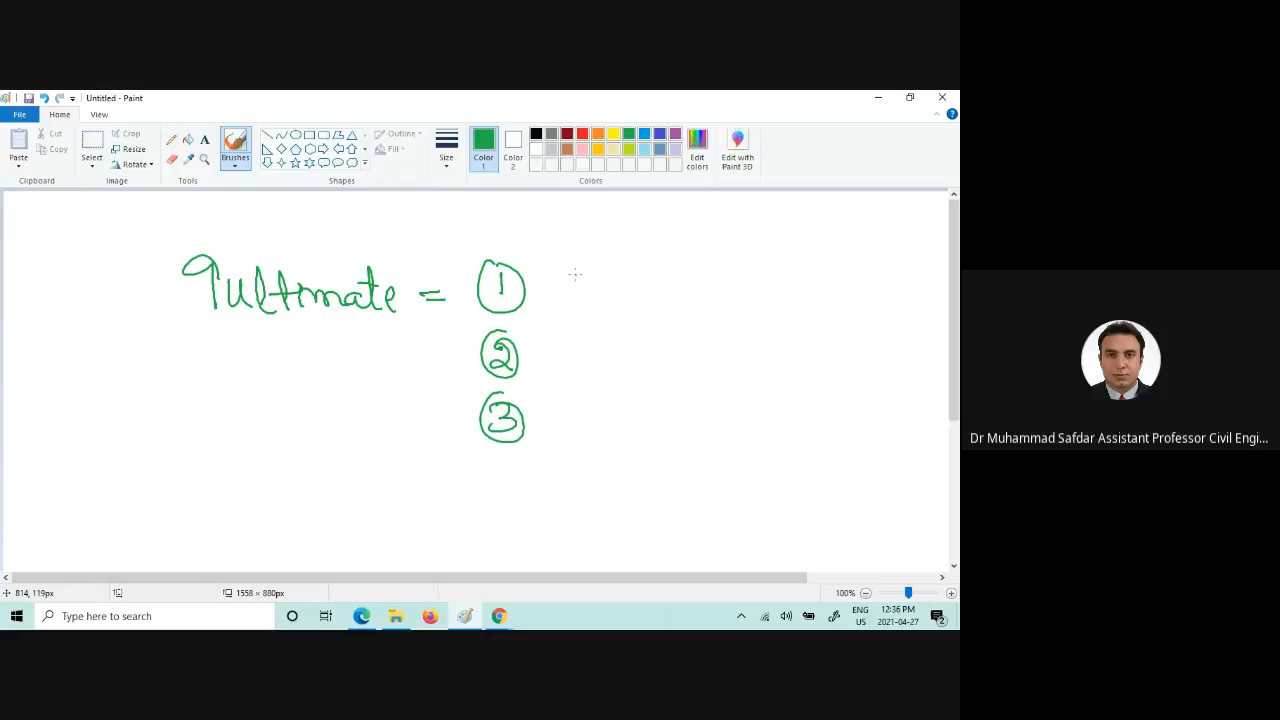 Untitled - Paint
File Home View
Paste
Cut
Copy
Clipboard
Select
Crop
Resize
Rotate
Image
Tools
Brushes
Shapes
Outline
Fill
Size
Color 1
Color 2
Colors
Edit colors
Edit with Paint 3D
qultimate = 1
2
3
Dr Muhammad Safdar Assistant Professor Civil Engi...
814, 119px
1558 × 880px
100%
Type here to search
ENG
US
12:36 PM
2021-04-27
2